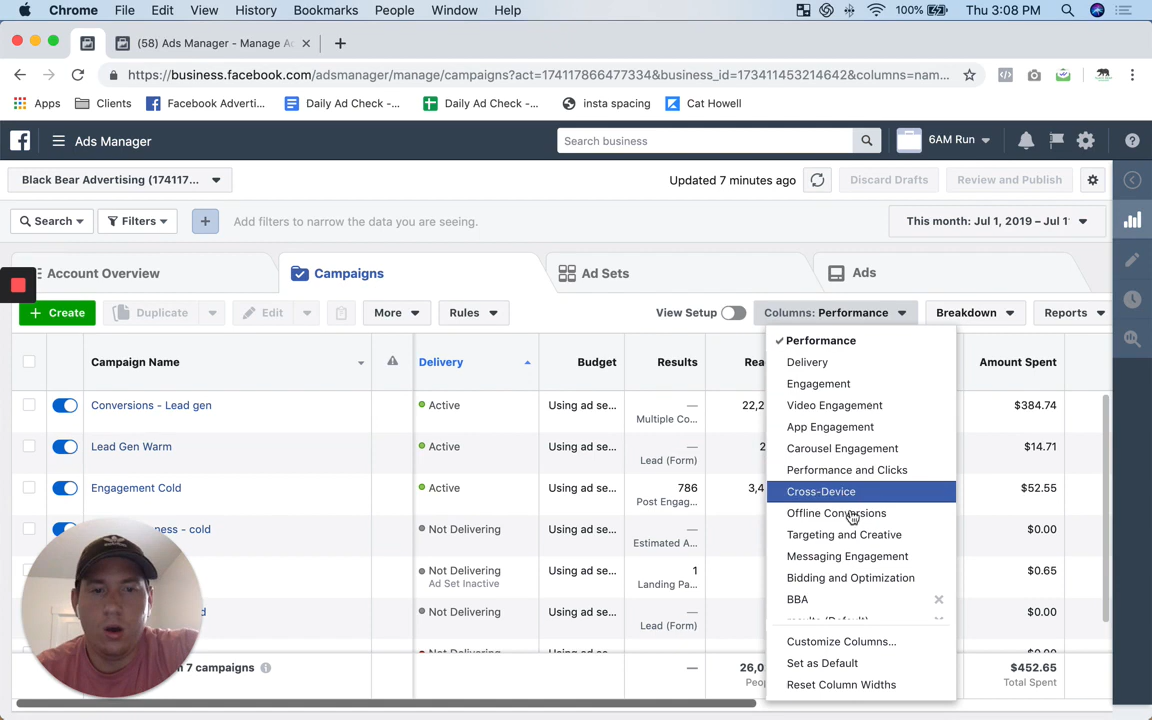 Chrome File Edit View History Bookmarks People Window Help 100% Thu 3:08 PM
(58) Ads Manager - Manage Ad
https://business.facebook.com/adsmanager/manage/campaigns?act=174117866477334&business_id=173411453214642&columns=nam...
Apps Clients Facebook Adverti... Daily Ad Check -... Daily Ad Check -... insta spacing Cat Howell
Ads Manager Search business 6AM Run
Black Bear Advertising (174117... Updated 7 minutes ago Discard Drafts Review and Publish
Search Filters + Add filters to narrow the data you are seeing. This month: Jul 1, 2019 – Jul 1
Account Overview Campaigns Ad Sets Ads
+ Create Duplicate Edit More Rules View Setup Columns: Performance Breakdown Reports
Campaign Name Delivery Budget Results Rea Amount Spent
Conversions - Lead gen Active Using ad se... — 22,2 $384.74
Multiple Co...
Lead Gen Warm Active Using ad se... — 2 $14.71
Lead (Form)
Engagement Cold Active Using ad se... 786 3,4 $52.55
Post Engag...
ness - cold Not Delivering Using ad se... — $0.00
Estimated A...
Not Delivering Using ad se... 1 $0.65
Ad Set Inactive Landing Pa...
d Not Delivering Using ad se... — $0.00
Lead (Form)
7 campaigns — 26,0 $452.65
Peop Total Spent
Performance
Delivery
Engagement
Video Engagement
App Engagement
Carousel Engagement
Performance and Clicks
Cross-Device
Offline Conversions
Targeting and Creative
Messaging Engagement
Bidding and Optimization
BBA
results (Default)
Customize Columns...
Set as Default
Reset Column Widths